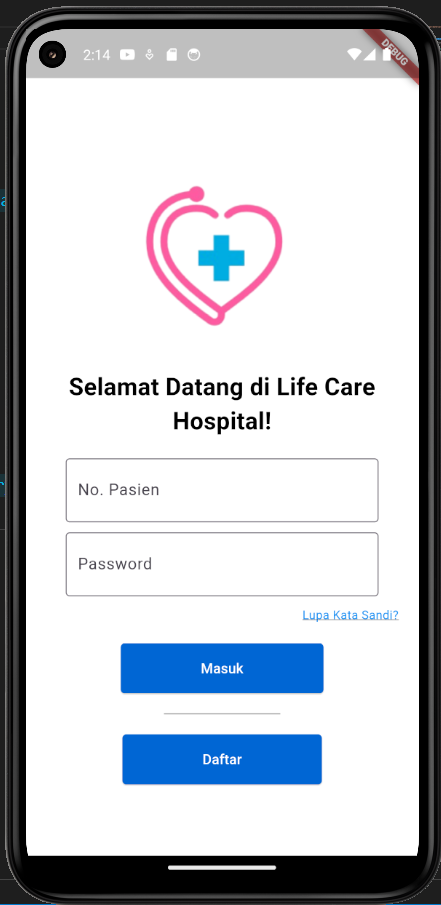 2:14
DEBUG
Selamat Datang di Life Care
Hospital!
No. Pasien
Password
Lupa Kata Sandi?
Masuk
Daftar